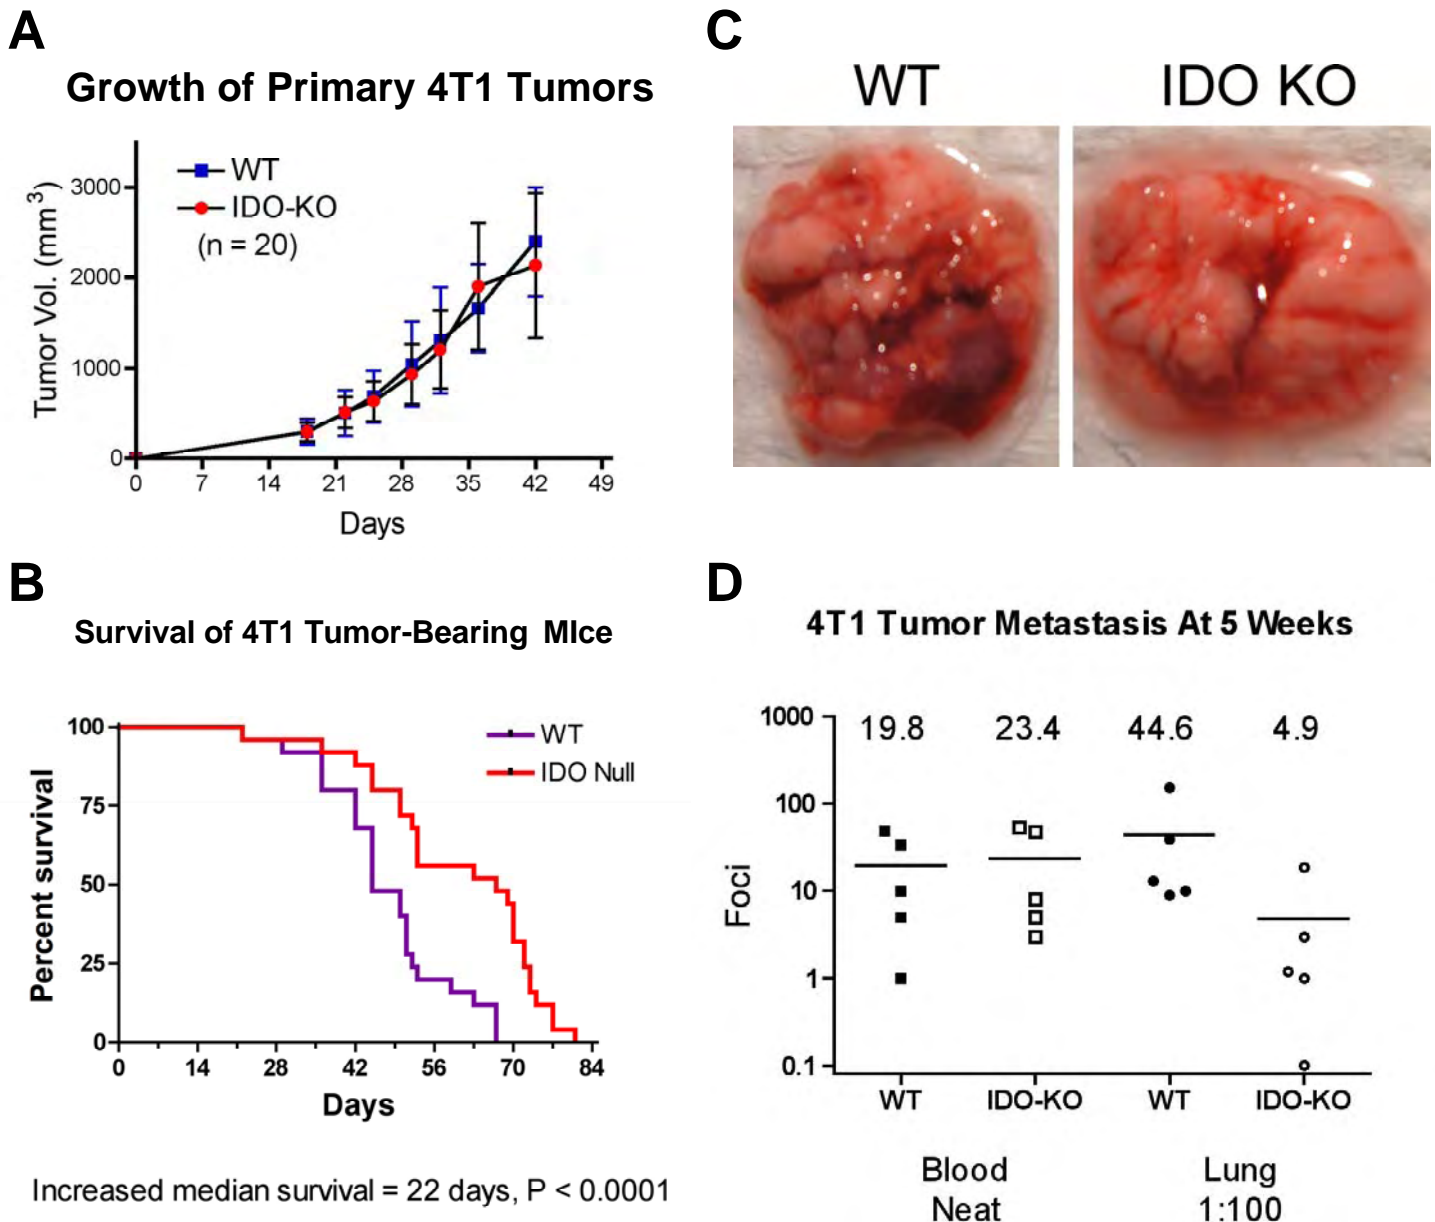 A
Growth of Primary 4T1 Tumors
Tumor Vol. (mm3)
3000
2000
1000
0
WT
IDO-KO
(n = 20)
0 7 14 21 28 35 42 49
Days
B
Survival of 4T1 Tumor-Bearing MIce
Percent survival
100
75
50
25
0
WT
IDO Null
0 14 28 42 56 70 84
Days
Increased median survival = 22 days, P < 0.0001
C
WT IDO KO
D
4T1 Tumor Metastasis At 5 Weeks
Foci
1000
100
10
1
0.1
19.8 23.4 44.6 4.9
WT IDO-KO WT IDO-KO
Blood Lung
Neat 1:100